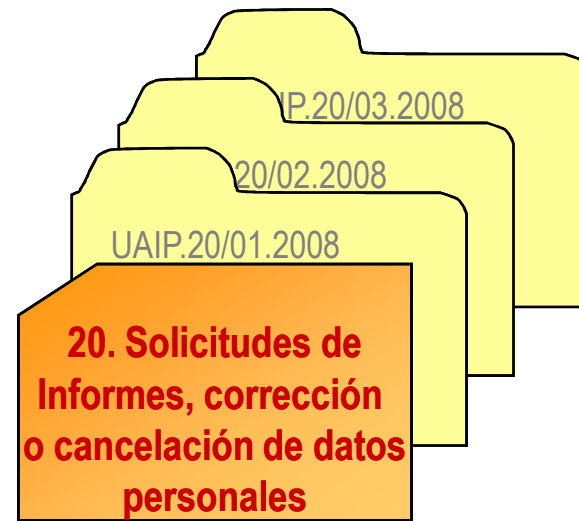 IP.20/03.2008
20/02.2008
UAIP.20/01.2008
20. Solicitudes de
Informes, corrección
o cancelación de datos
personales